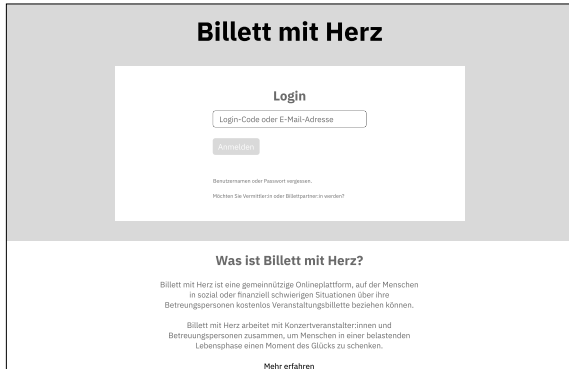 Billett mit Herz
Login
Login-Code oder E-Mail-Adresse
Anmelden
Benutzernamen oder Passwort vergessen.
Möchten Sie Vermittler:in oder Billettpartner:in werden?
Was ist Billett mit Herz?
Billett mit Herz ist eine gemeinnützige Onlineplattform, auf der Menschen
in sozial oder finanziell schwierigen Situationen über ihre
Betreungspersonen kostenlos Veranstaltungsbillette beziehen können.
Billett mit Herz arbeitet mit Konzertveranstalter:innen und
Betreuungspersonen zusammen, um Menschen in einer belastenden
Lebensphase einen Moment des Glücks zu schenken.
Mehr erfahren